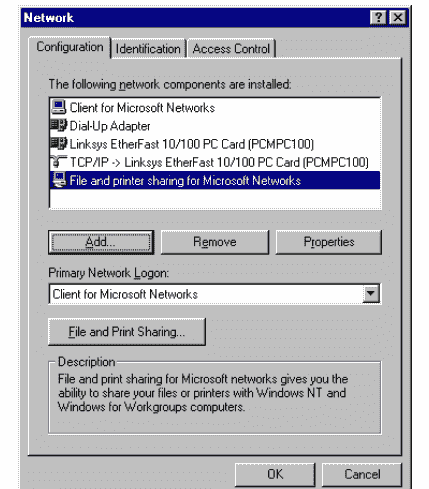 Network
Configuration Identification Access Control
The following network components are installed:
Client for Microsoft Networks
Dial-Up Adapter
Linksys EtherFast 10/100 PC Card (PCMPC100)
TCP/IP -> Linksys EtherFast 10/100 PC Card (PCMPC100)
File and printer sharing for Microsoft Networks
Add... Remove Properties
Primary Network Logon:
Client for Microsoft Networks
File and Print Sharing...
Description
File and print sharing for Microsoft networks gives you the
ability to share your files or printers with Windows NT and
Windows for Workgroups computers.
OK Cancel